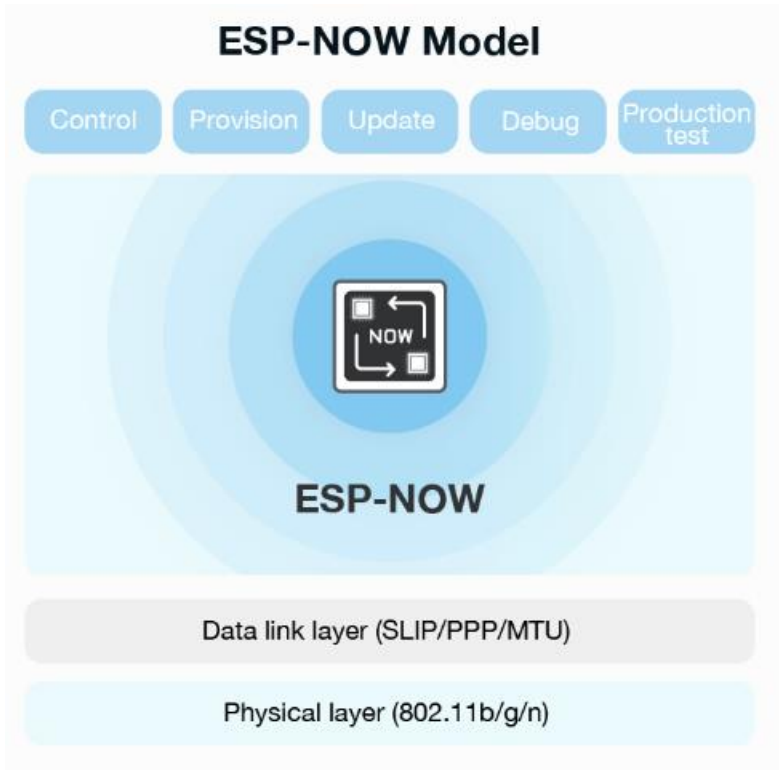 ESP-NOW Model
Control
Provision
Update
Debug
Production
test
NOW
ESP-NOW
Data link layer (SLIP/PPP/MTU)
Physical layer (802.11b/g/n)